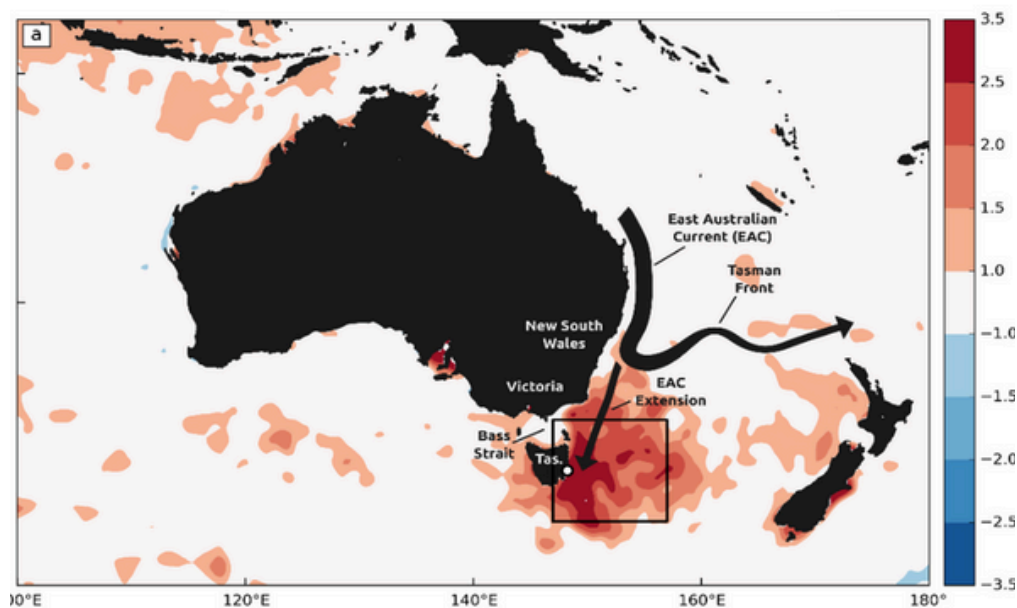 a
East Australian
Current (EAC)
Tasman
Front
New South
Wales
Victoria
EAC
Extension
Bass
Strait
Tas.
3.5
2.5
2.0
1.5
1.0
−1.0
−1.5
−2.0
−2.5
−3.5
00°E
120°E
140°E
160°E
180°